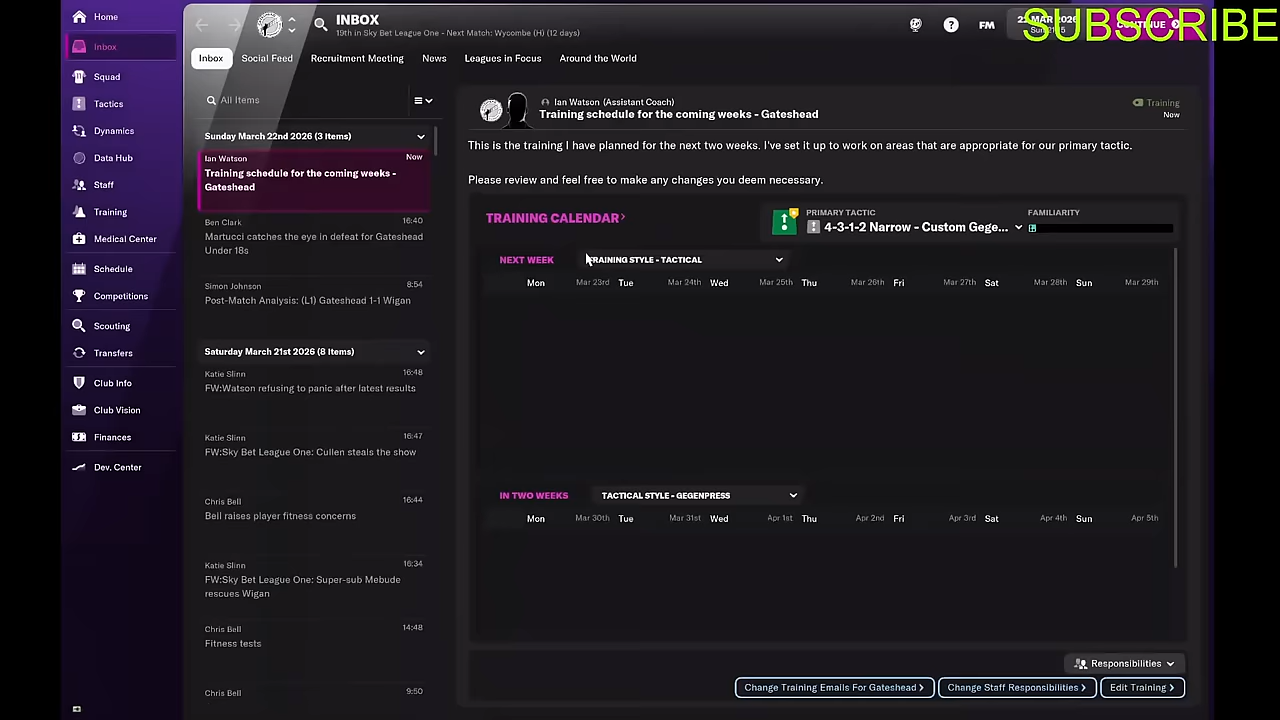 Home
Inbox
Squad
Tactics
Dynamics
Data Hub
Staff
Training
Medical Center
Schedule
Competitions
Scouting
Transfers
Club Info
Club Vision
Finances
Dev. Center
INBOX
19th in Sky Bet League One - Next Match: Wycombe (H) (12 days)
FM
SUBSCRIBE
Inbox
Social Feed
Recruitment Meeting
News
Leagues in Focus
Around the World
All Items
Sunday March 22nd 2026 (3 Items)
Ian Watson
Now
Training schedule for the coming weeks -
Gateshead
Ben Clark
16:40
Martucci catches the eye in defeat for Gateshead
Under 18s
Simon Johnson
8:54
Post-Match Analysis: (L1) Gateshead 1-1 Wigan
Saturday March 21st 2026 (8 Items)
Katie Slinn
16:48
FW:Watson refusing to panic after latest results
Katie Slinn
16:47
FW:Sky Bet League One: Cullen steals the show
Chris Bell
16:44
Bell raises player fitness concerns
Katie Slinn
16:34
FW:Sky Bet League One: Super-sub Mebude
rescues Wigan
Chris Bell
14:48
Fitness tests
Chris Bell
9:50
Ian Watson (Assistant Coach)
Training schedule for the coming weeks - Gateshead
Training
Now
This is the training I have planned for the next two weeks. I've set it up to work on areas that are appropriate for our primary tactic.
Please review and feel free to make any changes you deem necessary.
TRAINING CALENDAR
PRIMARY TACTIC
4-3-1-2 Narrow - Custom Gege...
FAMILIARITY
NEXT WEEK
TRAINING STYLE - TACTICAL
Mon Mar 23rd Tue Mar 24th Wed Mar 25th Thu Mar 26th Fri Mar 27th Sat Mar 28th Sun Mar 29th
IN TWO WEEKS
TACTICAL STYLE - GEGENPRESS
Mon Mar 30th Tue Mar 31st Wed Apr 1st Thu Apr 2nd Fri Apr 3rd Sat Apr 4th Sun Apr 5th
Responsibilities
Change Training Emails For Gateshead
Change Staff Responsibilities
Edit Training